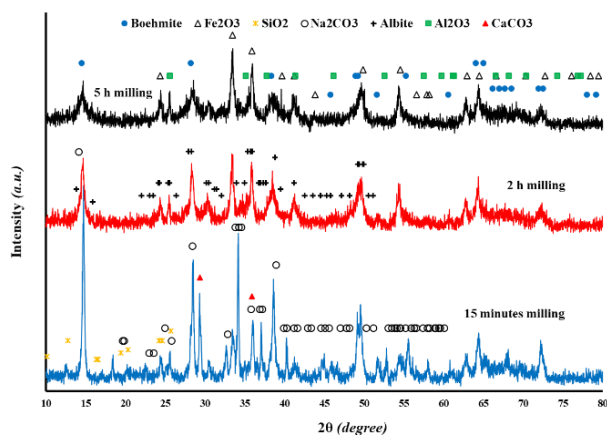 Boehmite Fe2O3 SiO2 Na2CO3 Albite Al2O3 CaCO3
5 h milling
2 h milling
15 minutes milling
Intensity (a.u.)
10 15 20 25 30 35 40 45 50 55 60 65 70 75 80
2θ (degree)